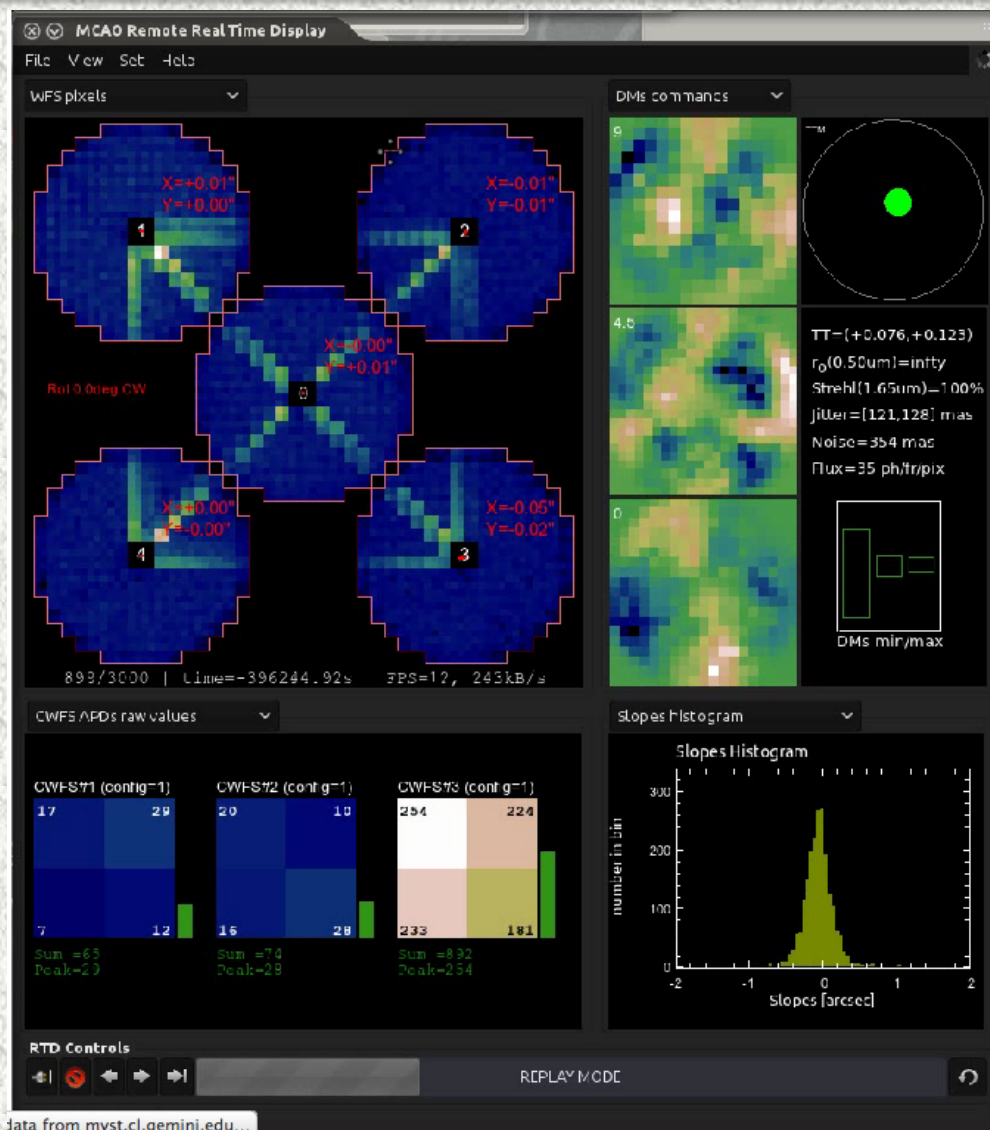 MCAO Remote Real Time Display
File View Set Help
WFS pixels
X=+0.01"
Y=+0.00"
1
X=-0.01"
Y=-0.01"
2
Y=+0.01"
0
Rot 0.0deg CW
X=+0.00"
Y=-0.00"
4
X=-0.05"
Y=-0.02"
3
899/3000 | time=-396244.92s FPS=12, 243kB/s
DMs commands
9
4.5
0
TT=(+0.076,+0.123)
r0(0.50um)=infty
Strehl(1.65um)=100%
Jitter=[121,128] mas
Noise=354 mas
Flux=35 ph/fr/pix
DMs min/max
CWFS APDs raw values
CWFS#1 (config=1) CWFS#2 (config=1) CWFS#3 (config=1)
17 29 20 10 254 224
7 12 16 28 233 181
Sum =65 Sum =74 Sum =892
Peak=29 Peak=28 Peak=254
Slopes histogram
Slopes Histogram
number in bin
300
200
100
0
-2 -1 0 1 2
Slopes [arcsec]
RTD Controls
REPLAY MODE
data from myst.cl.gemini.edu...